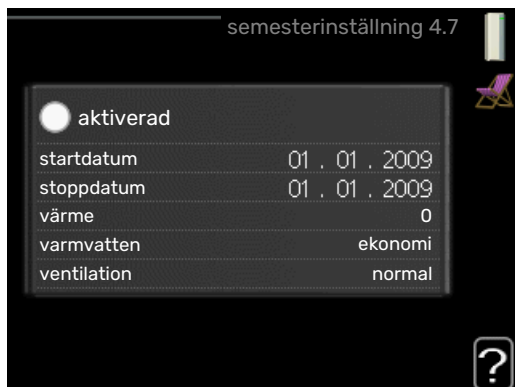 semesterinställning 4.7
aktiverad
startdatum 01 . 01 . 2009
stoppdatum 01 . 01 . 2009
värme 0
varmvatten ekonomi
ventilation normal
?